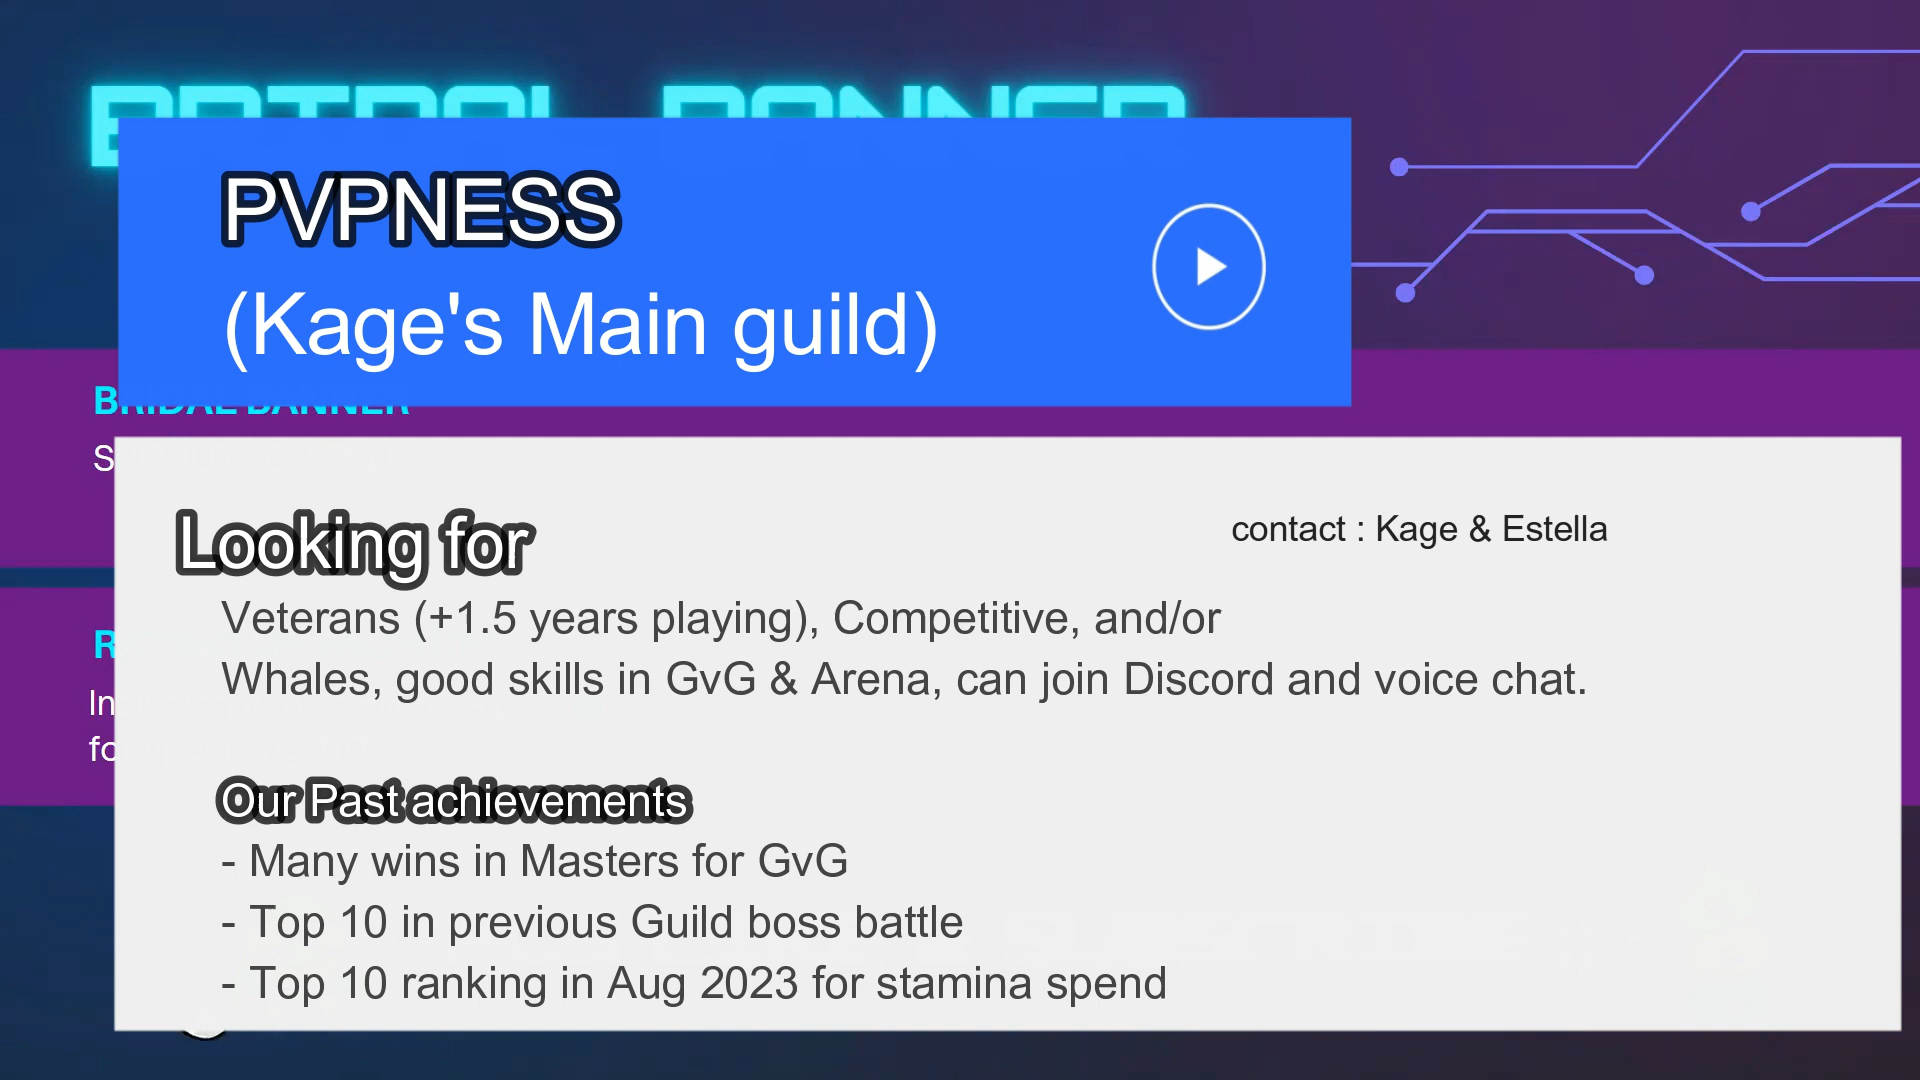 PVPNESS
(Kage's Main guild)
BRIDAL BANNER
Looking for
contact : Kage & Estella
Veterans (+1.5 years playing), Competitive, and/or
Whales, good skills in GvG & Arena, can join Discord and voice chat.
Our Past achievements
- Many wins in Masters for GvG
- Top 10 in previous Guild boss battle
- Top 10 ranking in Aug 2023 for stamina spend